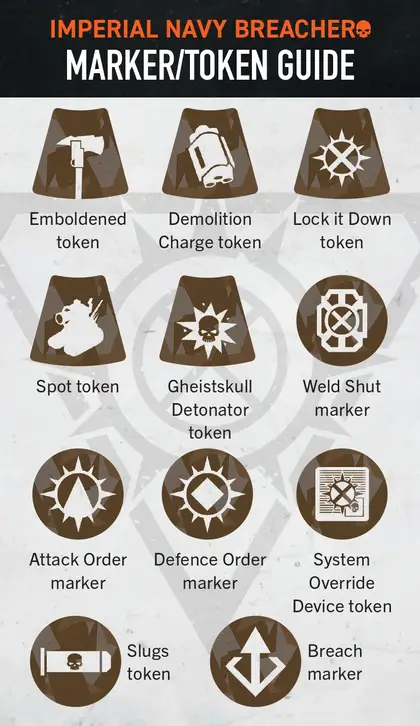 IMPERIAL NAVY BREACHER
MARKER/TOKEN GUIDE
Emboldened
token
Demolition
Charge token
Lock it Down
token
Spot token
Gheistskull
Detonator
token
Weld Shut
marker
Attack Order
marker
Defence Order
marker
System
Override
Device token
Slugs
token
Breach
marker